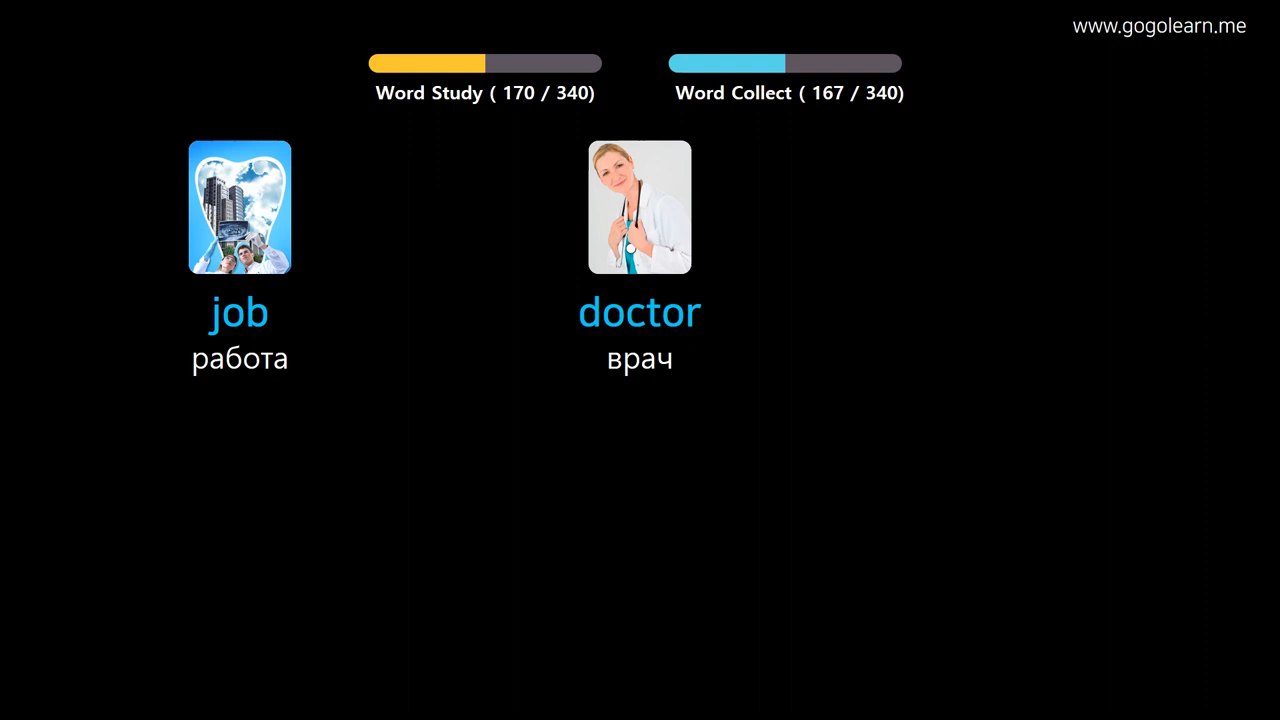 www.gogolearn.me
Word Study ( 170 / 340)
Word Collect ( 167 / 340)
job
работа
doctor
врач